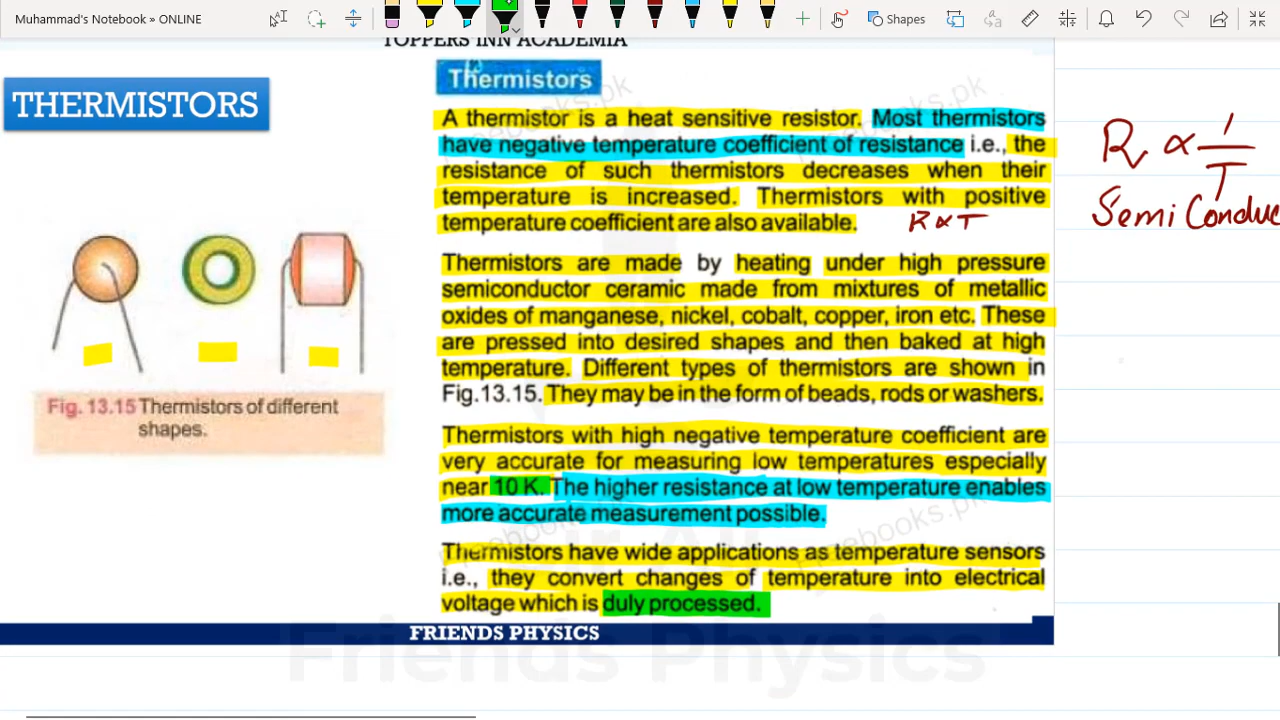 Muhammad's Notebook » ONLINE
Shapes
TOPPERS INN ACADEMIA
THERMISTORS
Thermistors
A thermistor is a heat sensitive resistor. Most thermistors
have negative temperature coefficient of resistance i.e., the
resistance of such thermistors decreases when their
temperature is increased. Thermistors with positive
temperature coefficient are also available.
R ∝ T
R ∝ 1/T
Semi Conduc
Thermistors are made by heating under high pressure
semiconductor ceramic made from mixtures of metallic
oxides of manganese, nickel, cobalt, copper, iron etc. These
are pressed into desired shapes and then baked at high
temperature. Different types of thermistors are shown in
Fig.13.15. They may be in the form of beads, rods or washers.
Fig. 13.15 Thermistors of different
shapes.
Thermistors with high negative temperature coefficient are
very accurate for measuring low temperatures especially
near 10 K. The higher resistance at low temperature enables
more accurate measurement possible.
Thermistors have wide applications as temperature sensors
i.e., they convert changes of temperature into electrical
voltage which is duly processed.
FRIENDS PHYSICS
Friends Physics